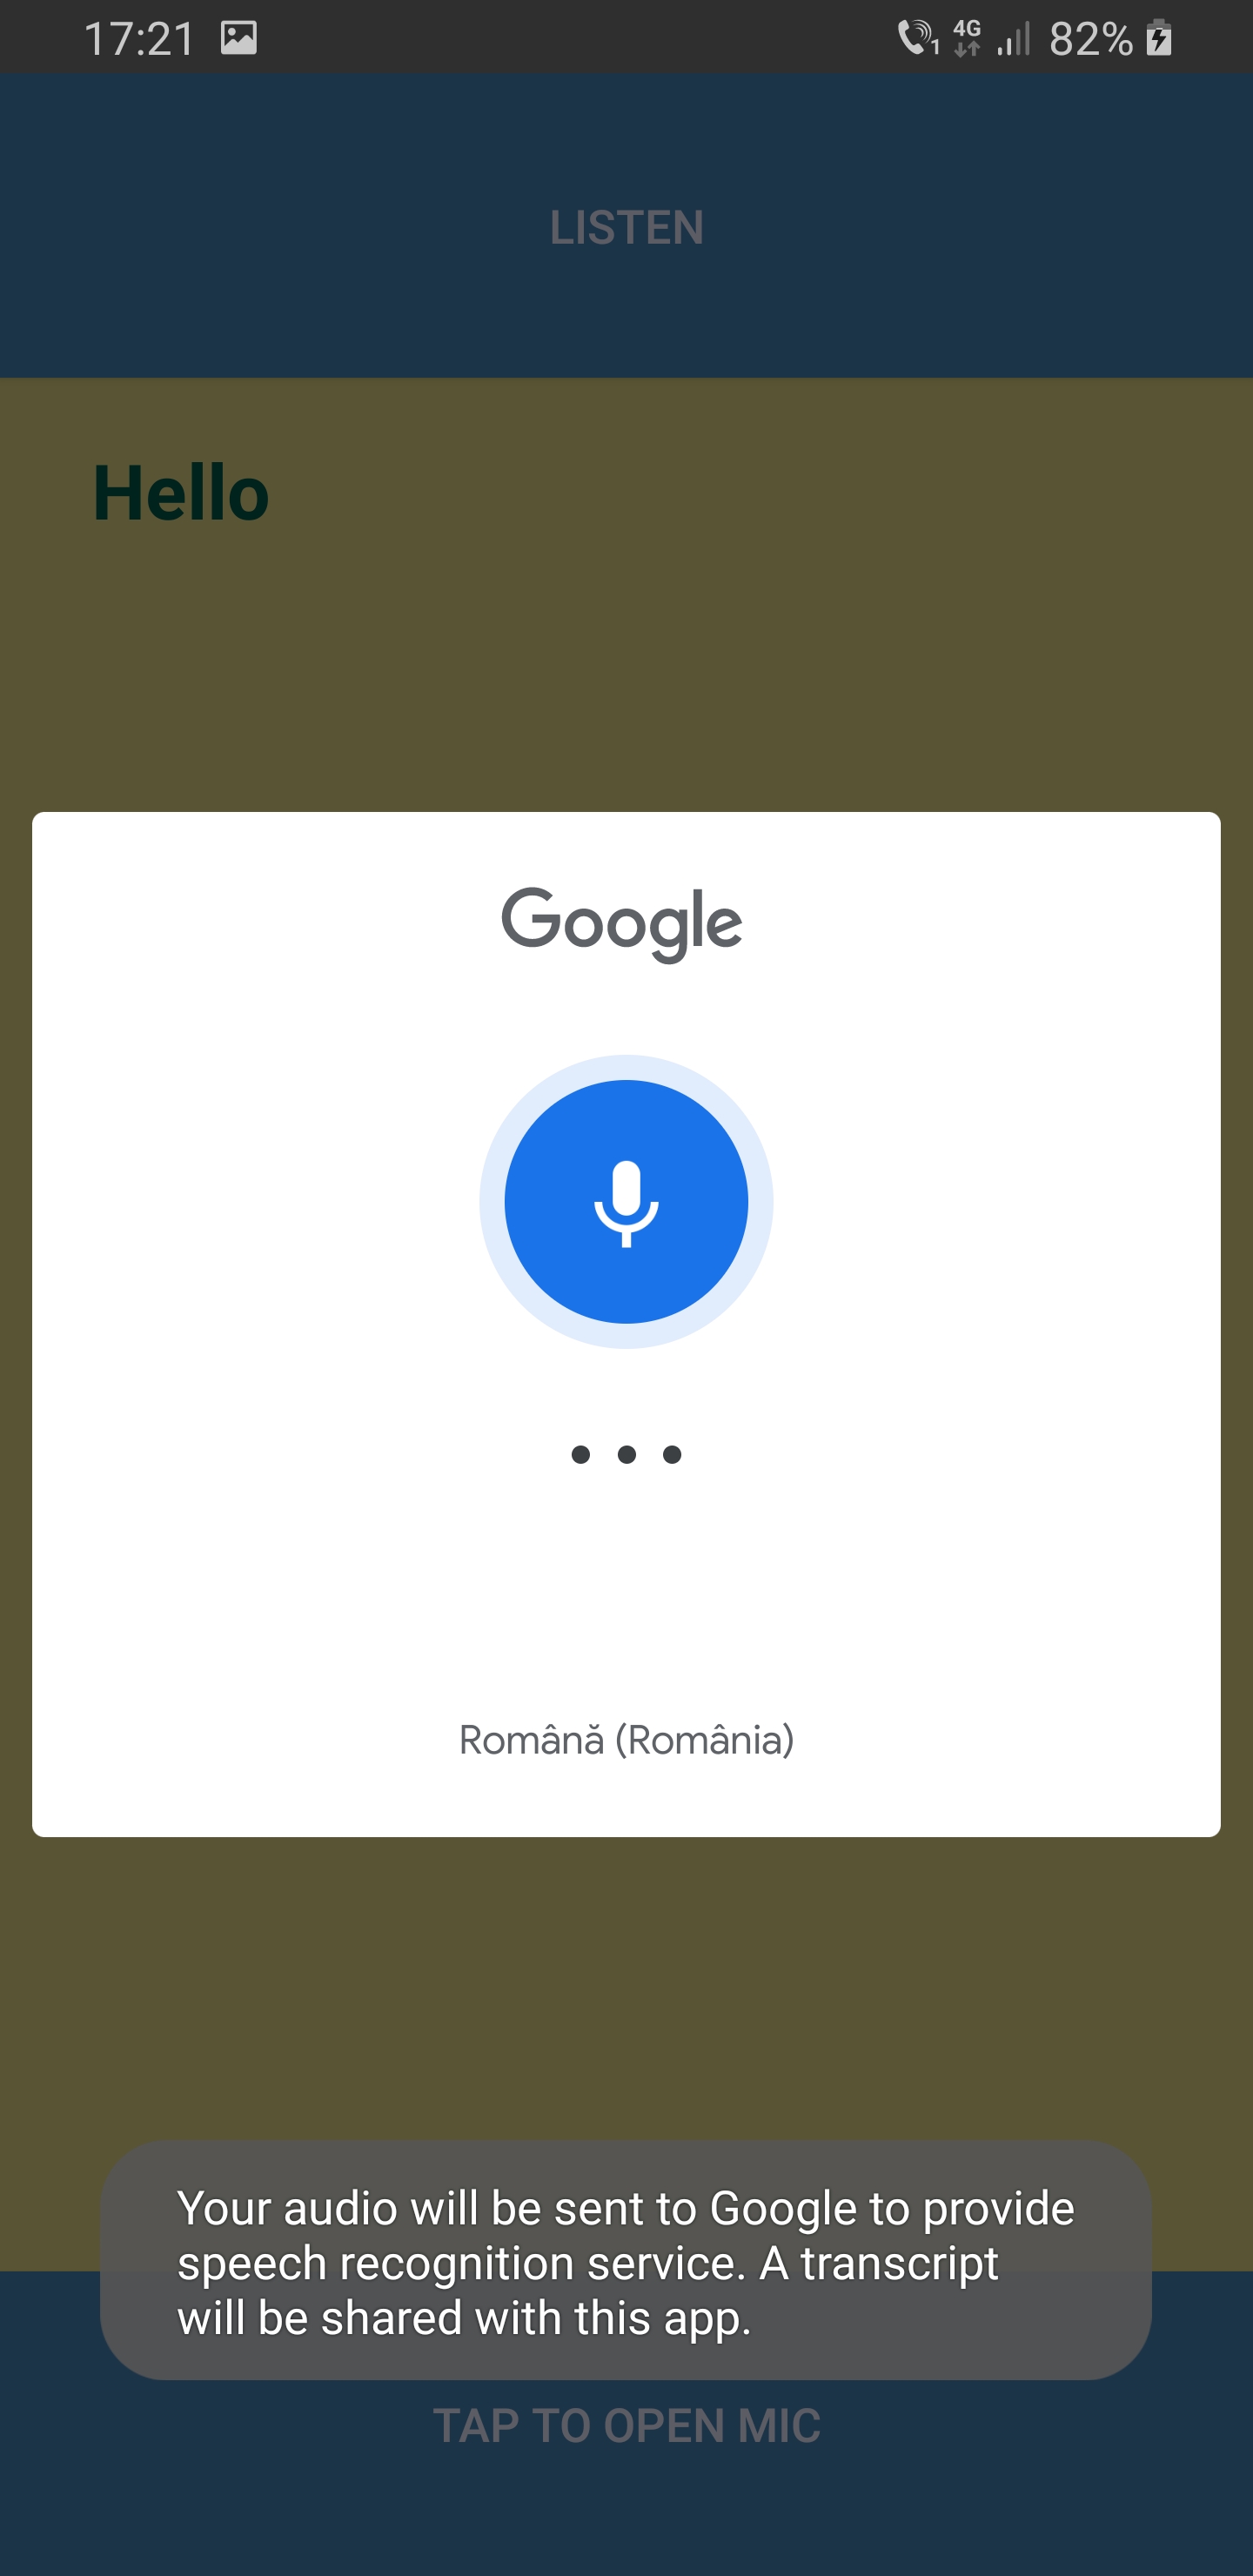 17:21 1 4G 82%
LISTEN
Hello
Google
Română (România)
Your audio will be sent to Google to provide
speech recognition service. A transcript
will be shared with this app.
TAP TO OPEN MIC